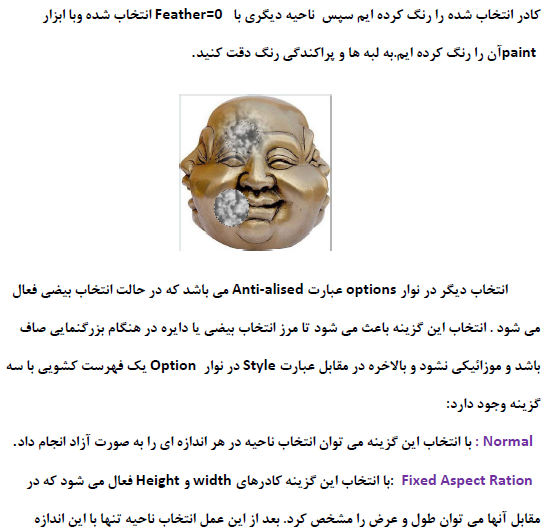 کادر انتخاب شده را رنگ کرده ایم سپس ناحیه دیگری با Feather=0 انتخاب شده وبا ابزار
paintآن را رنگ کرده ایم.به لبه ها و پراکندگی رنگ دقت کنید.
انتخاب دیگر در نوار options عبارت Anti-alised می باشد که در حالت انتخاب بیضی فعال
می شود . انتخاب این گزینه باعث می شود تا مرز انتخاب بیضی یا دایره در هنگام بزرگنمایی صاف
باشد و موزائیکی نشود و بالاخره در مقابل عبارت Style در نوار Option یک فهرست کشویی با سه
گزینه وجود دارد:
Normal : با انتخاب این گزینه می توان انتخاب ناحیه در هر اندازه ای را به صورت آزاد انجام داد.
Fixed Aspect Ration :با انتخاب این گزینه کادرهای width و Height فعال می شود که در
مقابل آنها می توان طول و عرض را مشخص کرد. بعد از این عمل انتخاب ناحیه تنها با این اندازه